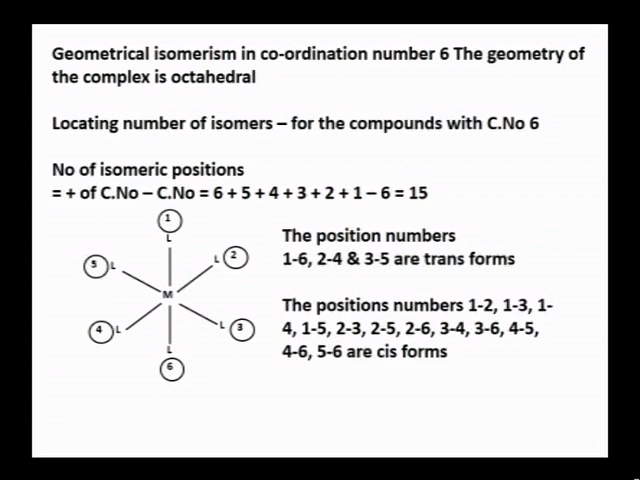 Geometrical isomerism in co-ordination number 6 The geometry of
the complex is octahedral
Locating number of isomers – for the compounds with C.No 6
No of isomeric positions
= + of C.No – C.No = 6 + 5 + 4 + 3 + 2 + 1 – 6 = 15
1
L
5 L
L 2
M
4 L
L 3
L
6
The position numbers
1-6, 2-4 & 3-5 are trans forms
The positions numbers 1-2, 1-3, 1-
4, 1-5, 2-3, 2-5, 2-6, 3-4, 3-6, 4-5,
4-6, 5-6 are cis forms